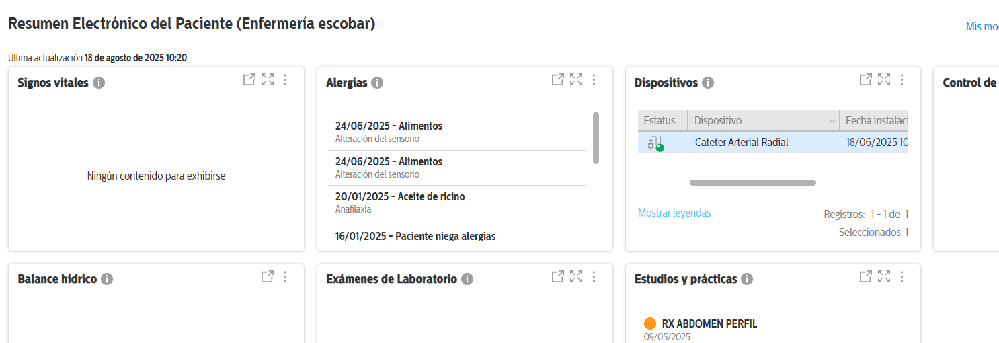 Resumen Electrónico del Paciente (Enfermería escobar)
Mis mo
Última actualización 18 de agosto de 2025 10:20
Signos vitales
Ningún contenido para exhibirse
Alergias
24/06/2025 - Alimentos
Alteración del sensorio
24/06/2025 - Alimentos
Alteración del sensorio
20/01/2025 - Aceite de ricino
Anafilaxia
16/01/2025 - Paciente niega alergias
Dispositivos
Estatus Dispositivo Fecha instalaci
Cateter Arterial Radial 18/06/2025 10
Mostrar leyendas
Registros: 1 - 1 de 1
Seleccionados: 1
Control de
Balance hídrico
Exámenes de Laboratorio
Estudios y prácticas
RX ABDOMEN PERFIL
09/05/2025